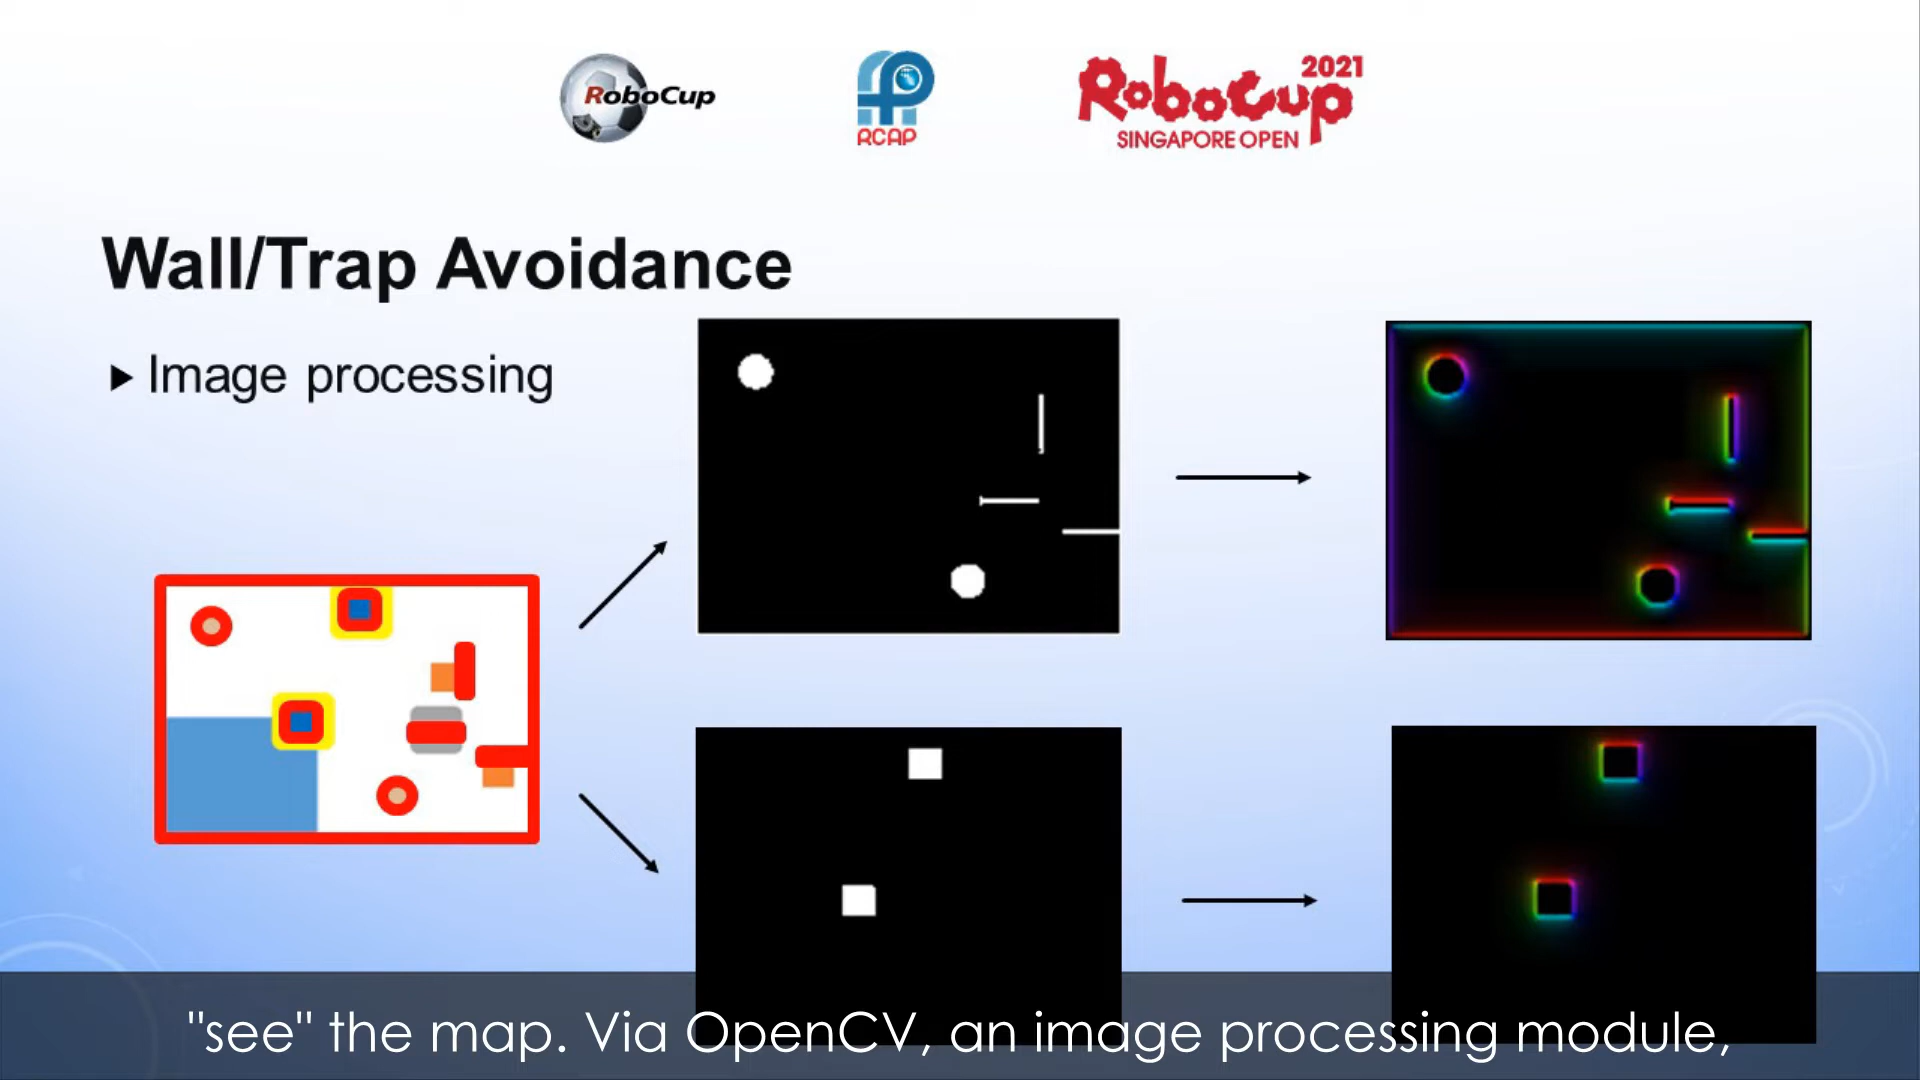 RoboCup
RCAP
RoboCup 2021
SINGAPORE OPEN
Wall/Trap Avoidance
Image processing
"see" the map. Via OpenCV, an image processing module,